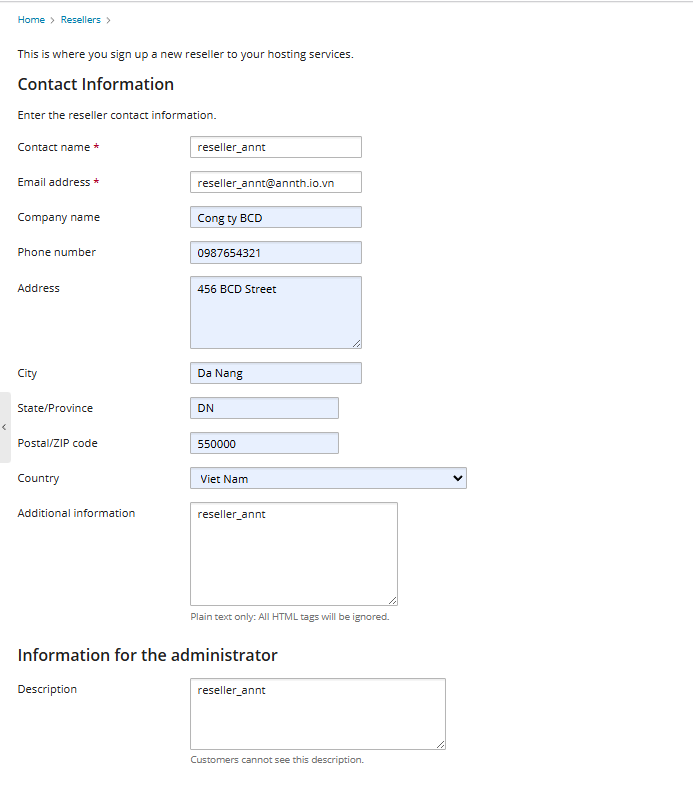 Home > Resellers >
This is where you sign up a new reseller to your hosting services.
Contact Information
Enter the reseller contact information.
Contact name * reseller_annt
Email address * reseller_annt@annth.io.vn
Company name Cong ty BCD
Phone number 0987654321
Address 456 BCD Street
City Da Nang
State/Province DN
Postal/ZIP code 550000
Country Viet Nam
Additional information reseller_annt
Plain text only: All HTML tags will be ignored.
Information for the administrator
Description reseller_annt
Customers cannot see this description.